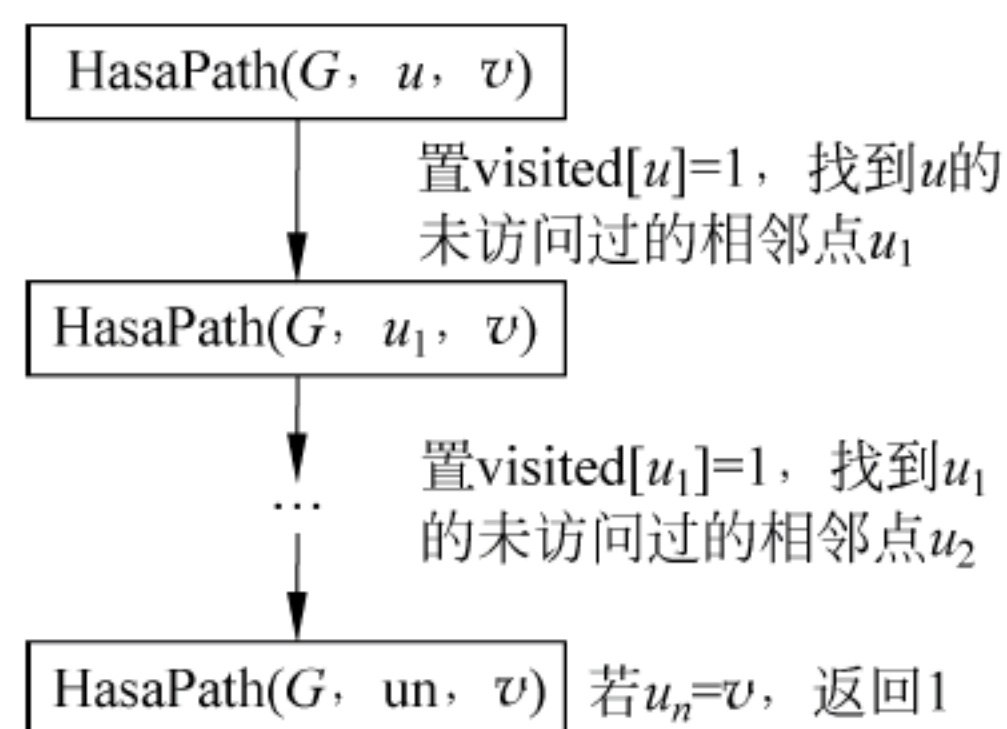 HasaPath(G, u, v)
置visited[u]=1，找到u的
未访问过的相邻点u₁
HasaPath(G, u₁, v)
置visited[u₁]=1，找到u₁
…
的未访问过的相邻点u₂
HasaPath(G, un, v) 若uₙ=v，返回1